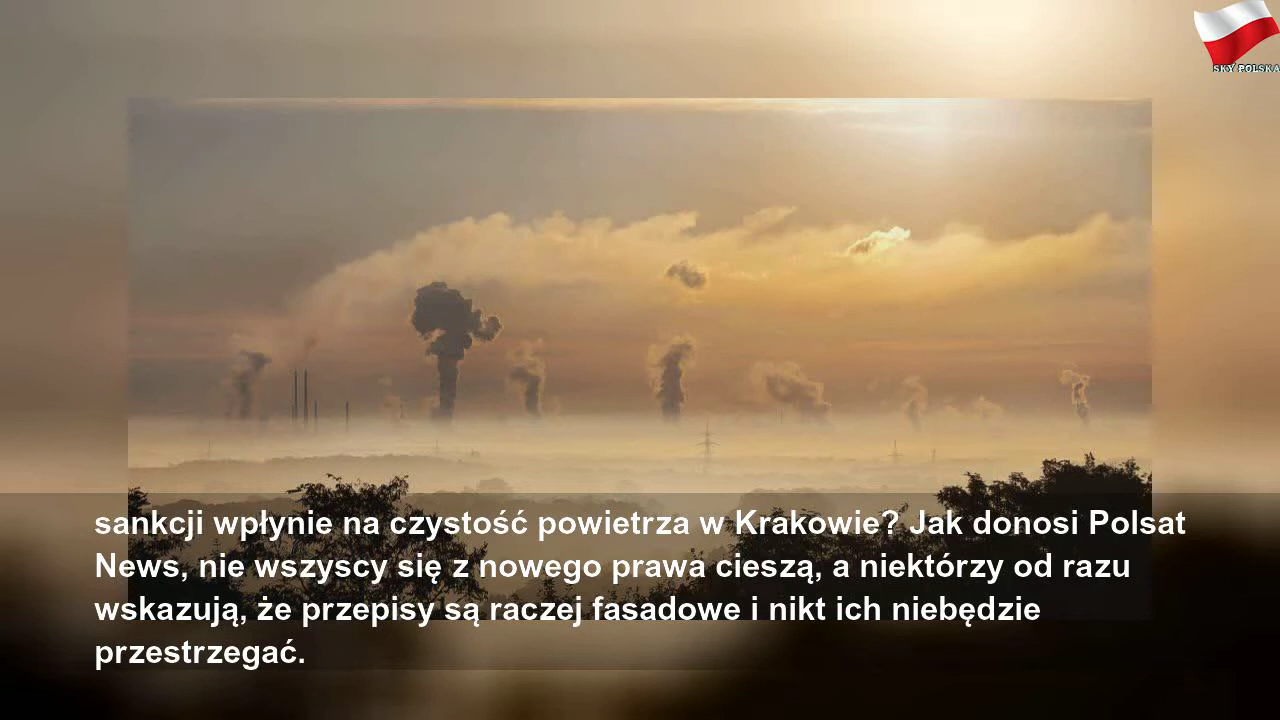 SKY POLSKA
sankcji wpłynie na czystość powietrza w Krakowie? Jak donosi Polsat
News, nie wszyscy się z nowego prawa cieszą, a niektórzy od razu
wskazują, że przepisy są raczej fasadowe i nikt ich niebędzie
przestrzegać.